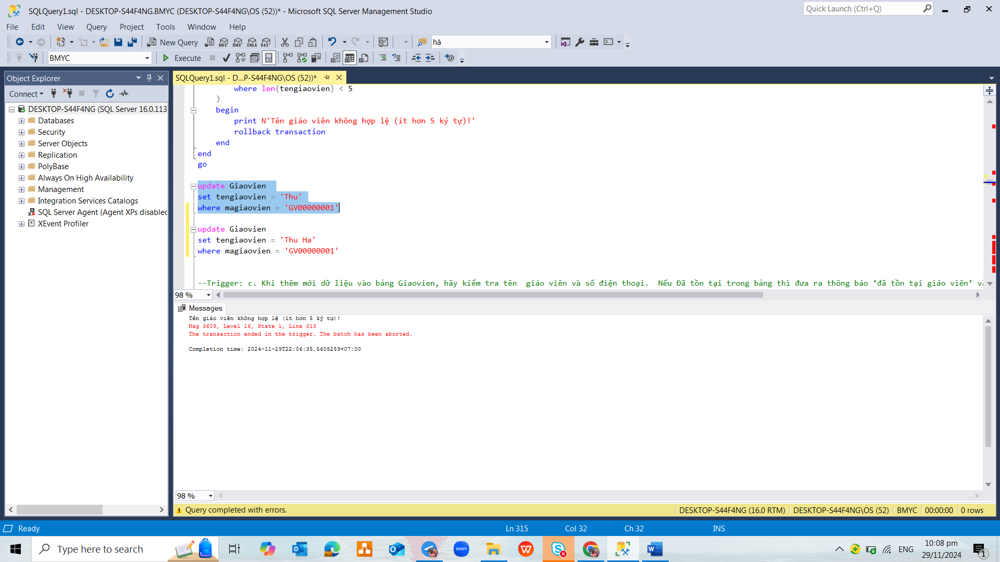 SQLQuery1.sql - DESKTOP-S44F4NG.BMYC (DESKTOP-S44F4NG\OS (52))* - Microsoft SQL Server Management Studio
Quick Launch (Ctrl+Q)
File Edit View Query Project Tools Window Help
New Query MDX DMX XMLA DAX hà
BMYC Execute
Object Explorer
SQLQuery1.sql - D...P-S44F4NG\OS (52))*
Connect
DESKTOP-S44F4NG (SQL Server 16.0.113
Databases
Security
Server Objects
Replication
PolyBase
Always On High Availability
Management
Integration Services Catalogs
SQL Server Agent (Agent XPs disabled
XEvent Profiler
where len(tengiaovien) < 5
)
begin
print N'Tên giáo viên không hợp lệ (ít hơn 5 ký tự)!'
rollback transaction
end
end
go
update Giaovien
set tengiaovien = 'Thu'
where magiaovien = 'GV00000001'
update Giaovien
set tengiaovien = 'Thu Ha'
where magiaovien = 'GV00000001'
--Trigger: c. Khi thêm mới dữ liệu vào bảng Giaovien, hãy kiểm tra tên  giáo viên và số điện thoại.  Nếu Đã tồn tại trong bảng thì đưa ra thông báo ‘đã tồn tại giáo viên’ và
98 %
Messages
Tên giáo viên không hợp lệ (ít hơn 5 ký tự)!
Msg 3609, Level 16, State 1, Line 313
The transaction ended in the trigger. The batch has been aborted.
Completion time: 2024-11-29T22:06:35.5605259+07:00
98 %
Query completed with errors.
DESKTOP-S44F4NG (16.0 RTM) DESKTOP-S44F4NG\OS (52) BMYC 00:00:00 0 rows
Ready Ln 315 Col 32 Ch 32 INS
Type here to search
zoom
ENG
10:08 pm
29/11/2024
1